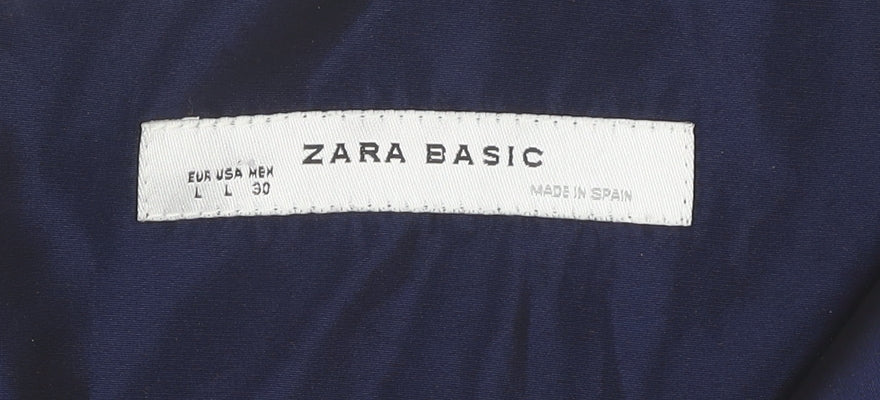 ZARA BASIC
EUR USA MEX
L L 30
MADE IN SPAIN